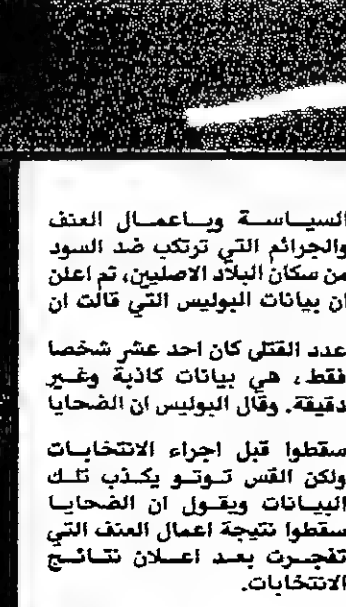 السياسة وباعمال العنف
والجرائم التي ترتكب ضد السود
من سكان البلاد الاصليين، تم اعلن
ان بيانات البوليس التي قالت ان
عدد القتلى كان احد عشر شخصا
فقط، هي بيانات كاذبة وغير
دقيقة. وقال البوليس ان الضحايا
سقطوا قبل اجراء الانتخابات
ولكن القس توتو يكذب تلك
البيانات ويقول ان الضحايا
سقطوا نتيجة اعمال العنف التي
تفجرت بعد اعلان نتائج
الانتخابات.